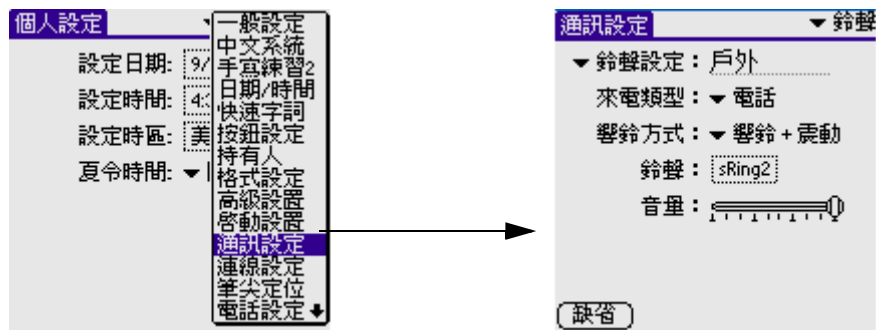 個人設定
設定日期: 9/
設定時間: 4:3
設定時區: 美
夏令時間:
一般設定
中文系統
手寫練習2
日期/時間
快速字詞
按鈕設定
持有人
格式設定
高級設置
啓動設置
通訊設定
連線設定
筆尖定位
電話設定
通訊設定 鈴聲
鈴聲設定：戶外
來電類型： 電話
響鈴方式： 響鈴 + 震動
鈴聲： sRing2
音量：
缺省